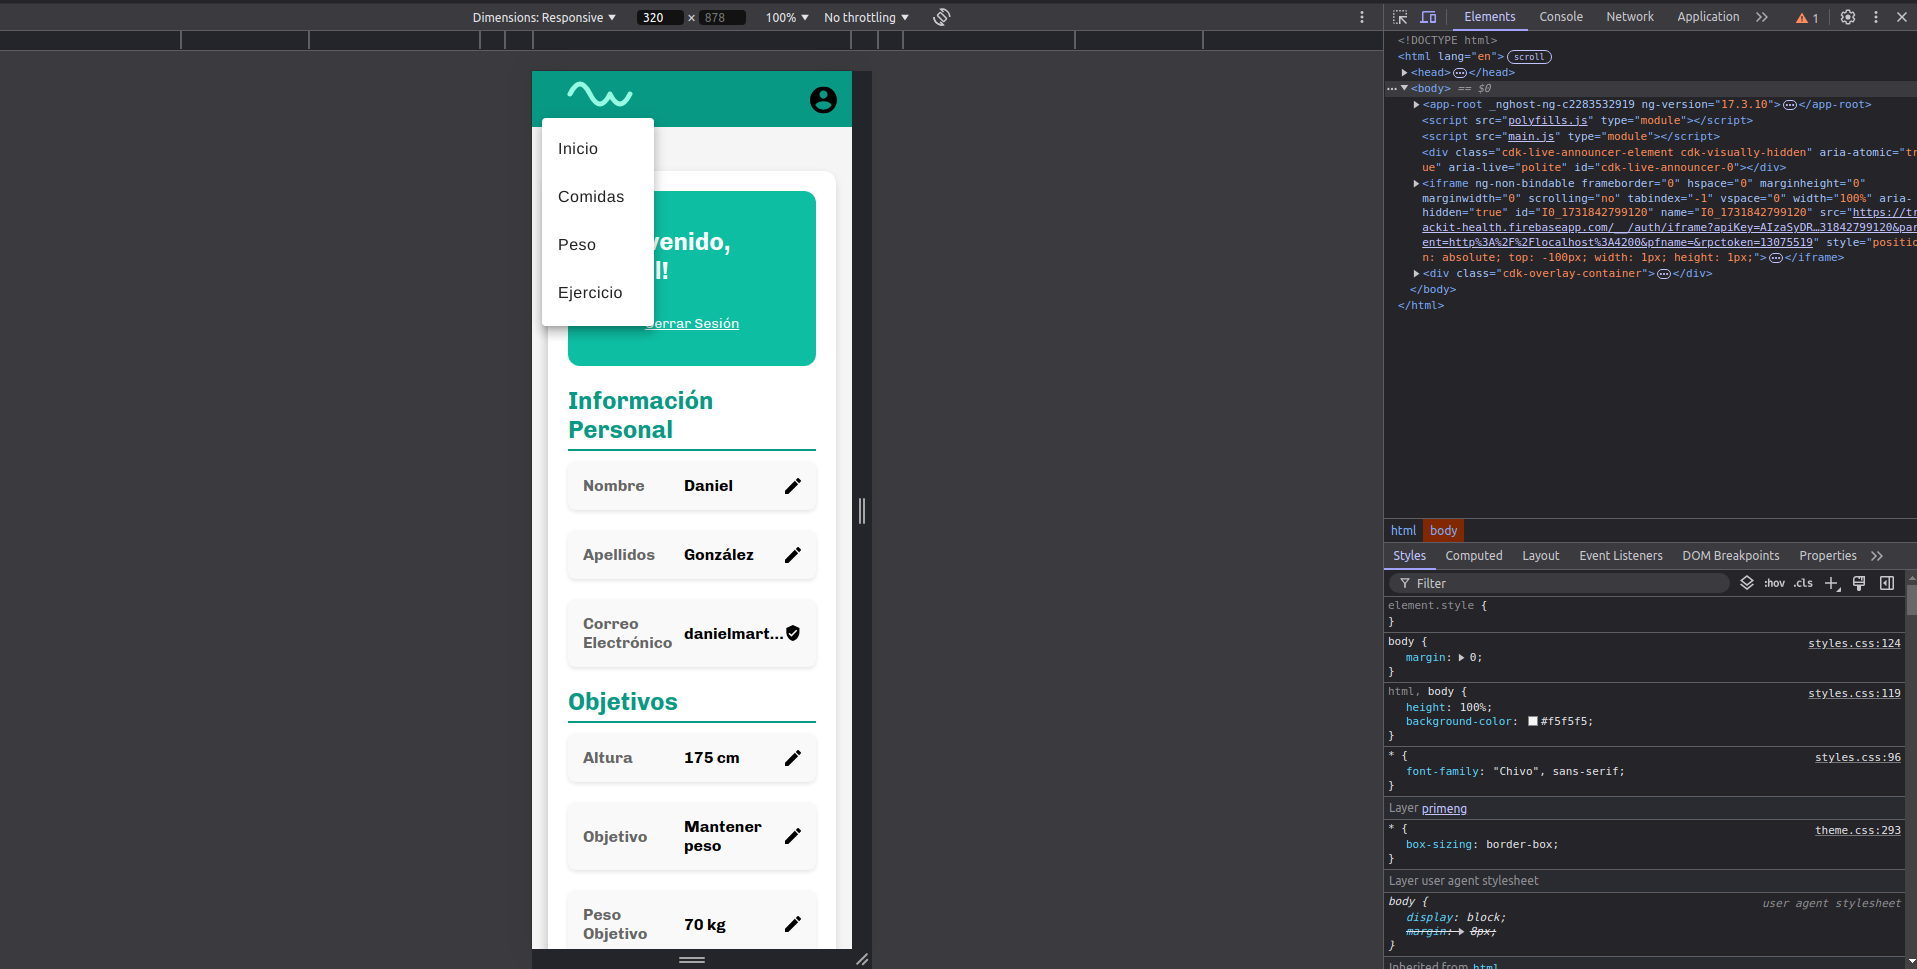 Dimensions: Responsive 320 × 878 100% No throttling
Elements Console Network Application 1
Inicio
Comidas
Peso
Ejercicio
venido,
l!
errar Sesión
Información
Personal
Nombre Daniel
Apellidos González
Correo
Electrónico danielmart...
Objetivos
Altura 175 cm
Objetivo Mantener
peso
Peso
Objetivo 70 kg
<!DOCTYPE html>
<html lang="en"> scroll
<head> </head>
<body> == $0
<app-root _nghost-ng-c2283532919 ng-version="17.3.10"> </app-root>
<script src="polyfills.js" type="module"></script>
<script src="main.js" type="module"></script>
<div class="cdk-live-announcer-element cdk-visually-hidden" aria-atomic="tr
ue" aria-live="polite" id="cdk-live-announcer-0"></div>
<iframe ng-non-bindable frameborder="0" hspace="0" marginheight="0"
marginwidth="0" scrolling="no" tabindex="-1" vspace="0" width="100%" aria-
hidden="true" id="I0_1731842799120" name="I0_1731842799120" src="https://tr
ackit-health.firebaseapp.com/__/auth/iframe?apiKey=AIzaSyDR…31842799120&par
ent=http%3A%2F%2Flocalhost%3A4200&pfname=&rpctoken=13075519" style="positio
n: absolute; top: -100px; width: 1px; height: 1px;"> </iframe>
<div class="cdk-overlay-container"> </div>
</body>
</html>
html body
Styles Computed Layout Event Listeners DOM Breakpoints Properties
Filter :hov .cls
element.style {
}
body { styles.css:124
margin: 0;
}
html, body { styles.css:119
height: 100%;
background-color: #f5f5f5;
}
* { styles.css:96
font-family: "Chivo", sans-serif;
}
Layer primeng
* { theme.css:293
box-sizing: border-box;
}
Layer user agent stylesheet
body { user agent stylesheet
display: block;
margin: 8px;
}
Inherited from html